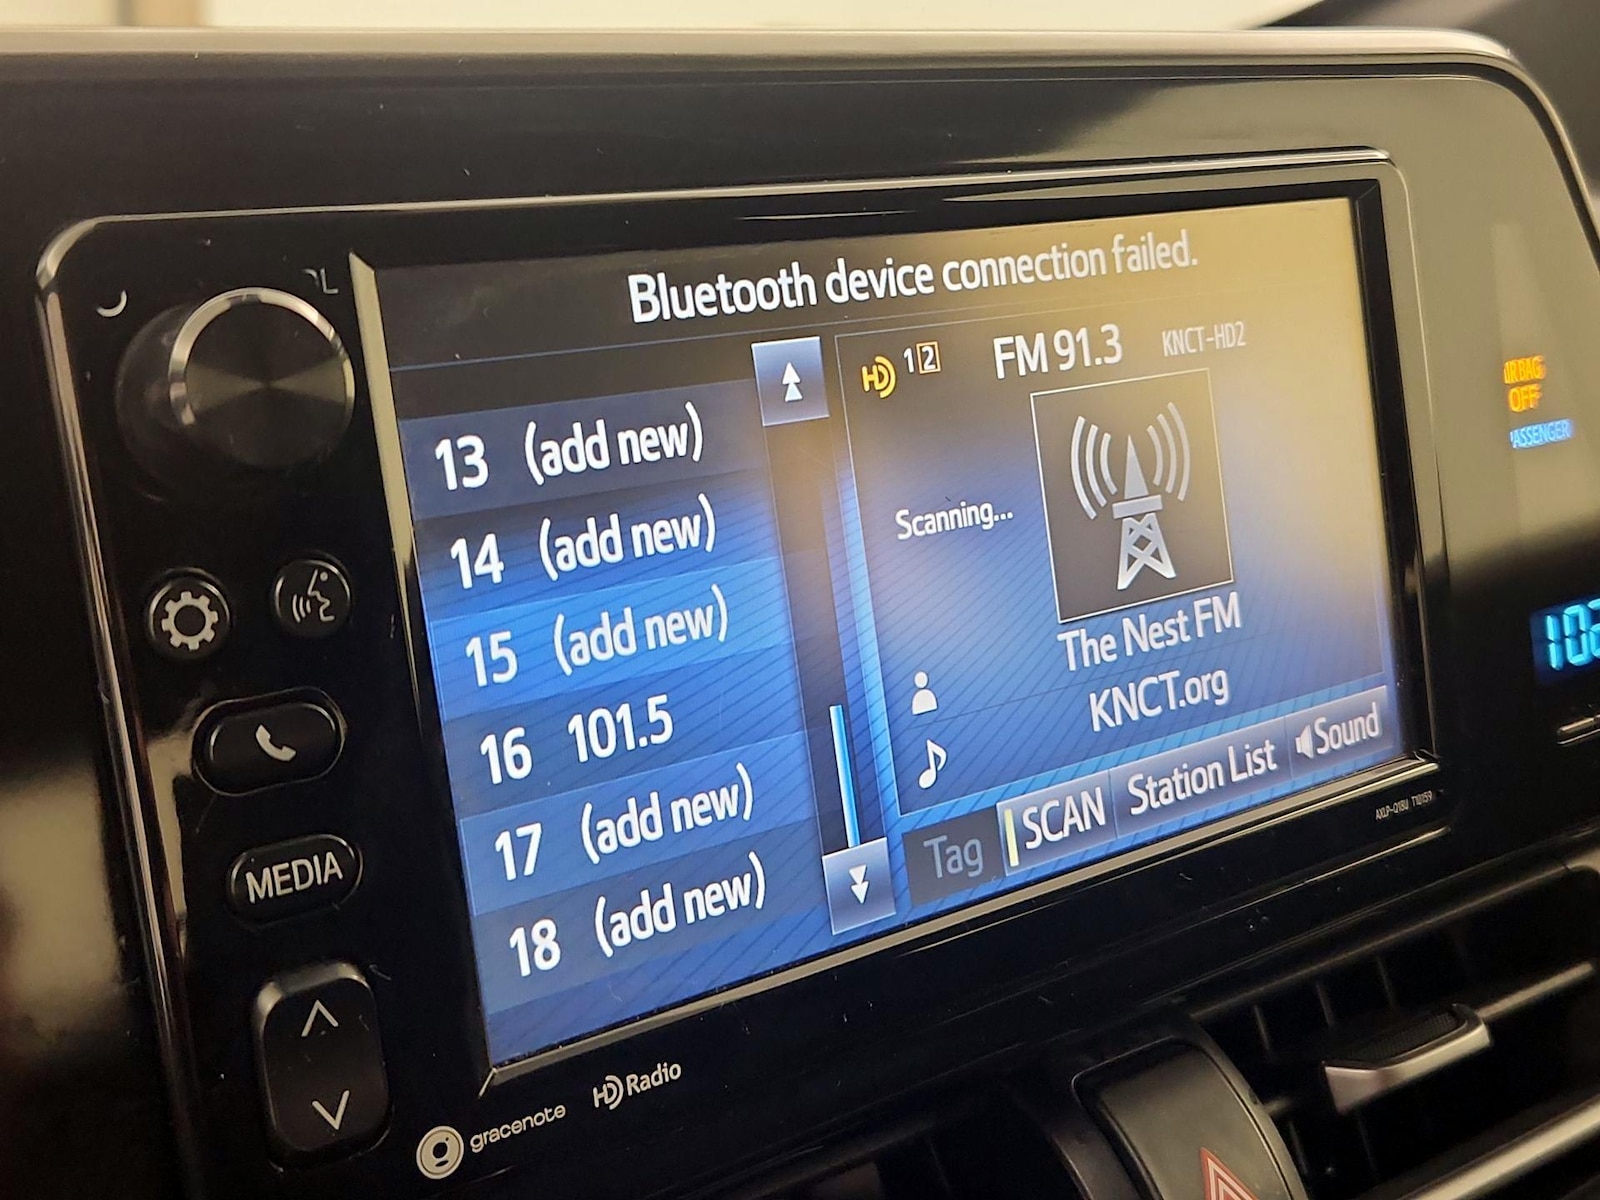 Bluetooth device connection failed.
13 (add new)
14 (add new)
15 (add new)
16 101.5
17 (add new)
18 (add new)
HD 1 2
FM 91.3
KNCT-HD2
Scanning...
The Nest FM
KNCT.org
Tag
SCAN
Station List
Sound
MEDIA
gracenote
HD Radio
OFF